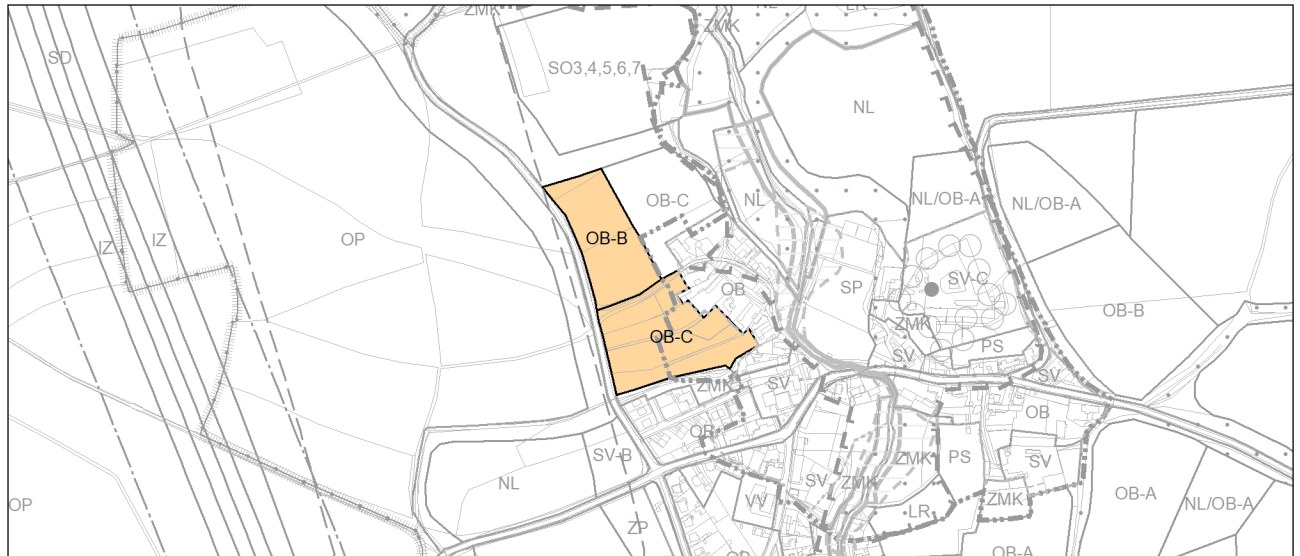 ZMK
NL
LR
ZMK
SD
SO3,4,5,6,7
NL
NL/OB-A
NL/OB-A
OB-C
NL
OP
OB-B
IZ
IZ
SV-C
OB
SP
OB-B
ZMK
OB-C
PS
SV
SV
ZMK
SV
OB
OB
SV-B
PS
ZMK
SV
NL
SV
ZMK
OB-A
VV
ZMK
NL/OB-A
OP
LR
ZP
OB-A